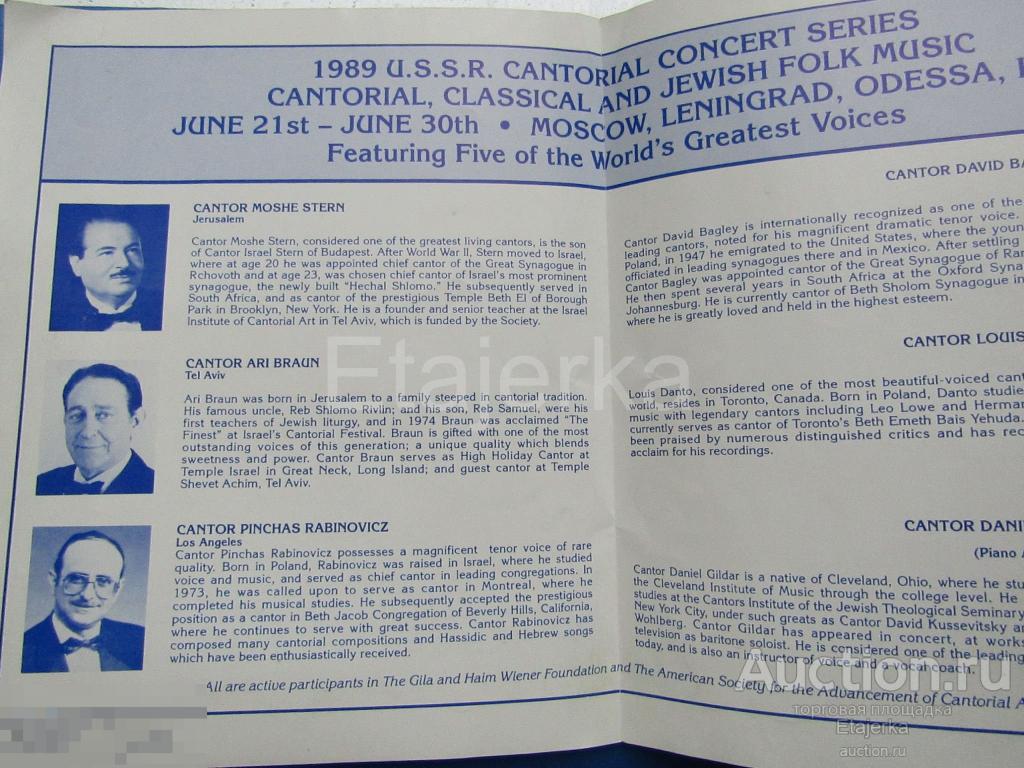 1989 U.S.S.R. CANTORIAL CONCERT SERIES
CANTORIAL, CLASSICAL AND JEWISH FOLK MUSIC
JUNE 21st – JUNE 30th • MOSCOW, LENINGRAD, ODESSA,
Featuring Five of the World's Greatest Voices
CANTOR MOSHE STERN
Jerusalem
Cantor Moshe Stern, considered one of the greatest living cantors, is the son
of Cantor Israel Stern of Budapest. After World War II, Stern moved to Israel,
where at age 20 he was appointed chief cantor of the Great Synagogue in
Rchovoth and at age 23, was chosen chief cantor of Israel's most prominent
synagogue, the newly built "Hechal Shlomo." He subsequently served in
South Africa, and as cantor of the prestigious Temple Beth El of Borough
Park in Brooklyn, New York. He is a founder and senior teacher at the Israel
Institute of Cantorial Art in Tel Aviv, which is funded by the Society.
CANTOR ARI BRAUN
Tel Aviv
Ari Braun was born in Jerusalem to a family steeped in cantorial tradition.
His famous uncle, Reb Shlomo Rivlin; and his son, Reb Samuel, were his
first teachers of Jewish liturgy, and in 1974 Braun was acclaimed "The
Finest" at Israel's Cantorial Festival. Braun is gifted with one of the most
outstanding voices of this generation; a unique quality which blends
sweetness and power. Cantor Braun serves as High Holiday Cantor at
Temple Israel in Great Neck, Long Island; and guest cantor at Temple
Shevet Achim, Tel Aviv.
CANTOR PINCHAS RABINOVICZ
Los Angeles
Cantor Pinchas Rabinovicz possesses a magnificent tenor voice of rare
quality. Born in Poland, Rabinovicz was raised in Israel, where he studied
voice and music, and served as chief cantor in leading congregations. In
1973, he was called upon to serve as cantor in Montreal, where he
completed his musical studies. He subsequently accepted the prestigious
position as a cantor in Beth Jacob Congregation of Beverly Hills, California,
where he continues to serve with great success. Cantor Rabinovicz has
composed many cantorial compositions and Hassidic and Hebrew songs
which have been enthusiastically received.
CANTOR DAVID
Cantor David Bagley is internationally recognized as one of the
leading cantors, noted for his magnificent dramatic tenor voice.
Poland, in 1947 he emigrated to the United States, where the
officiated in leading synagogues there and in Mexico. After settling
Cantor Bagley was appointed cantor of the Great Synagogue of
He then spent several years in South Africa at the Oxford
Johannesburg. He is currently cantor of Beth Sholom Synagogue in
where he is greatly loved and held in the highest esteem.
CANTOR LOUIS
Louis Danto, considered one of the most beautiful-voiced
world, resides in Toronto, Canada. Born in Poland, Danto
music with legendary cantors including Leo Lowe and
currently serves as cantor of Toronto's Beth Emeth Bais Yehuda.
been praised by numerous distinguished critics and has
acclaim for his recordings.
CANTOR
(Piano
Cantor Daniel Gildar is a native of Cleveland, Ohio, where he
the Cleveland Institute of Music through the college level. He
studies at the Cantors Institute of the Jewish Theological Seminary
New York City, under such greats as Cantor David Kussevitsky
Wohlberg. Cantor Gildar has appeared in concert, at
television as baritone soloist. He is considered one of the leading
today, and is also an instructor of voice and a vocal coach.
All are active participants in The Gila and Haim Wiener Foundation and The American Society for the Advancement of Cantorial
Etajerka
Auction.ru
торговая площадка
Etajerka
auction.ru